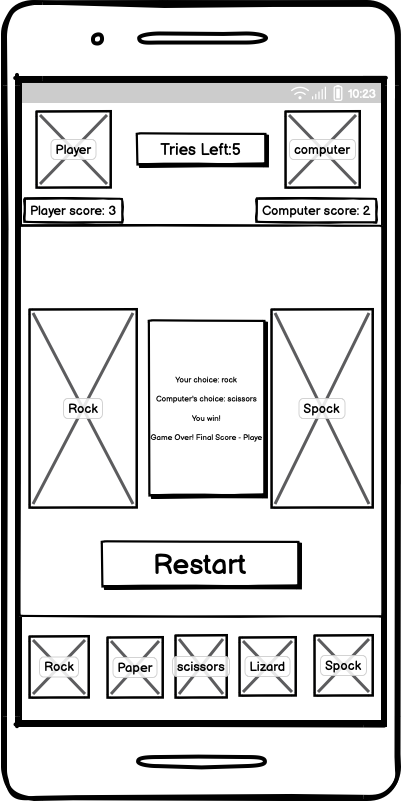 10:23
Player
Tries Left:5
computer
Player score: 3
Computer score: 2
Rock
Your choice: rock
Computer's choice: scissors
You win!
Game Over! Final Score - Playe
Spock
Restart
Rock
Paper
scissors
Lizard
Spock